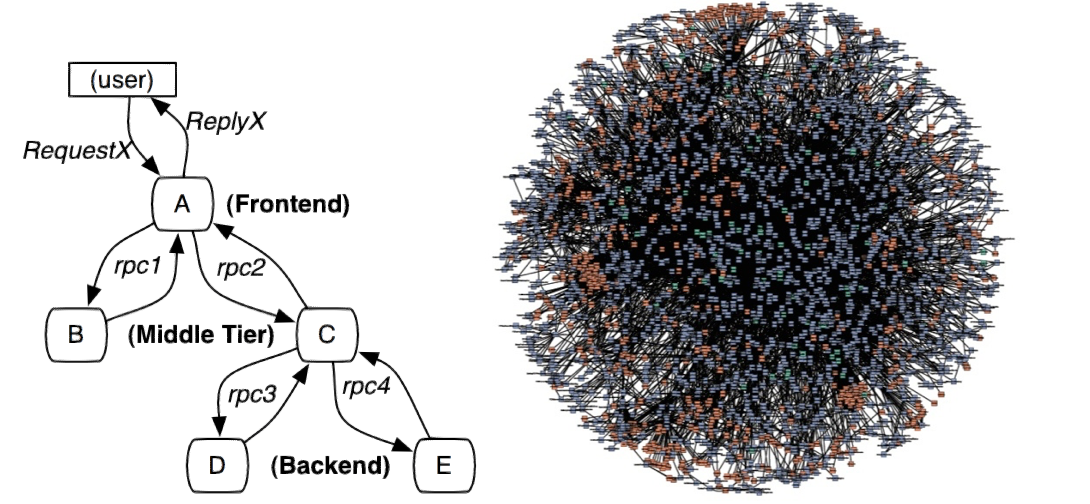 (user)
ReplyX
RequestX
A (Frontend)
rpc1 rpc2
B (Middle Tier) C
rpc3 rpc4
D (Backend) E